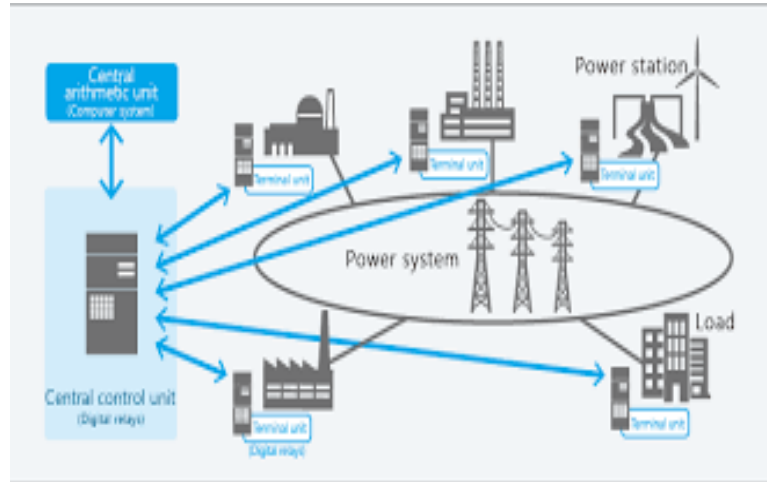 Central
arithmetic unit
(Computer system)
Power station
Terminal unit
Terminal unit
Terminal unit
Power system
Load
Central control unit
(Digital relays)
Terminal unit
(Digital relays)
Terminal unit